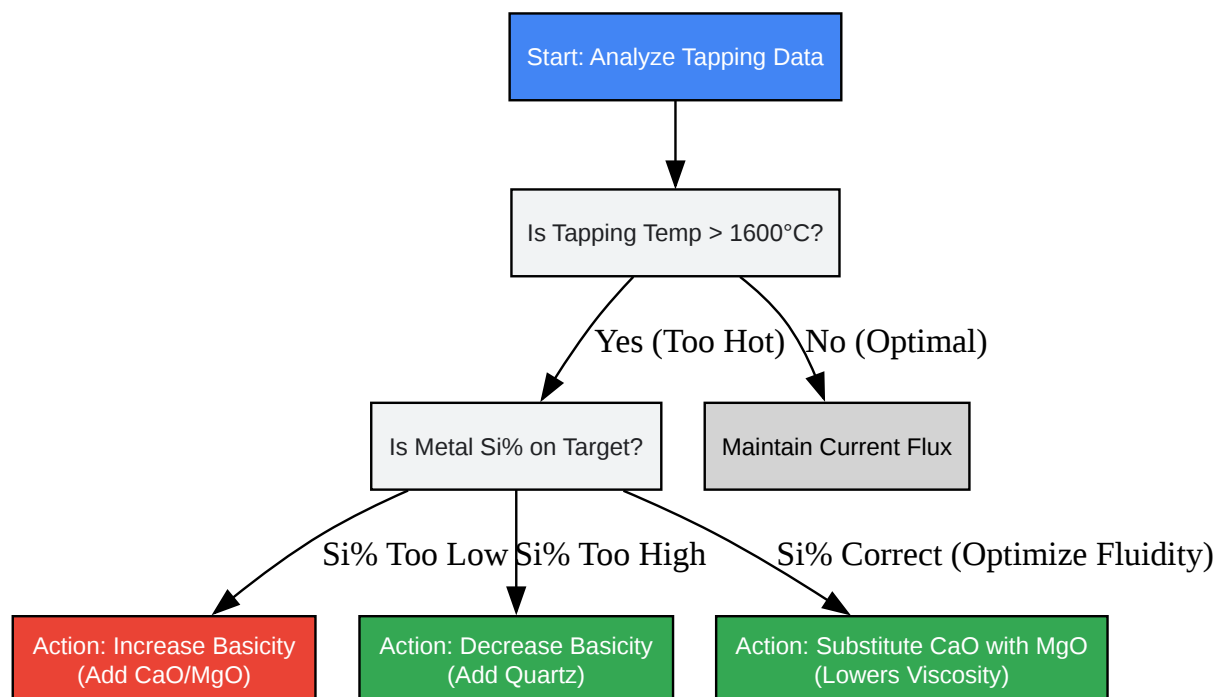 Start: Analyze Tapping Data
Is Tapping Temp > 1600°C?
Yes (Too Hot)
No (Optimal)
Is Metal Si% on Target?
Maintain Current Flux
Si% Too Low
Si% Too High
Si% Correct (Optimize Fluidity)
Action: Increase Basicity
(Add CaO/MgO)
Action: Decrease Basicity
(Add Quartz)
Action: Substitute CaO with MgO
(Lowers Viscosity)